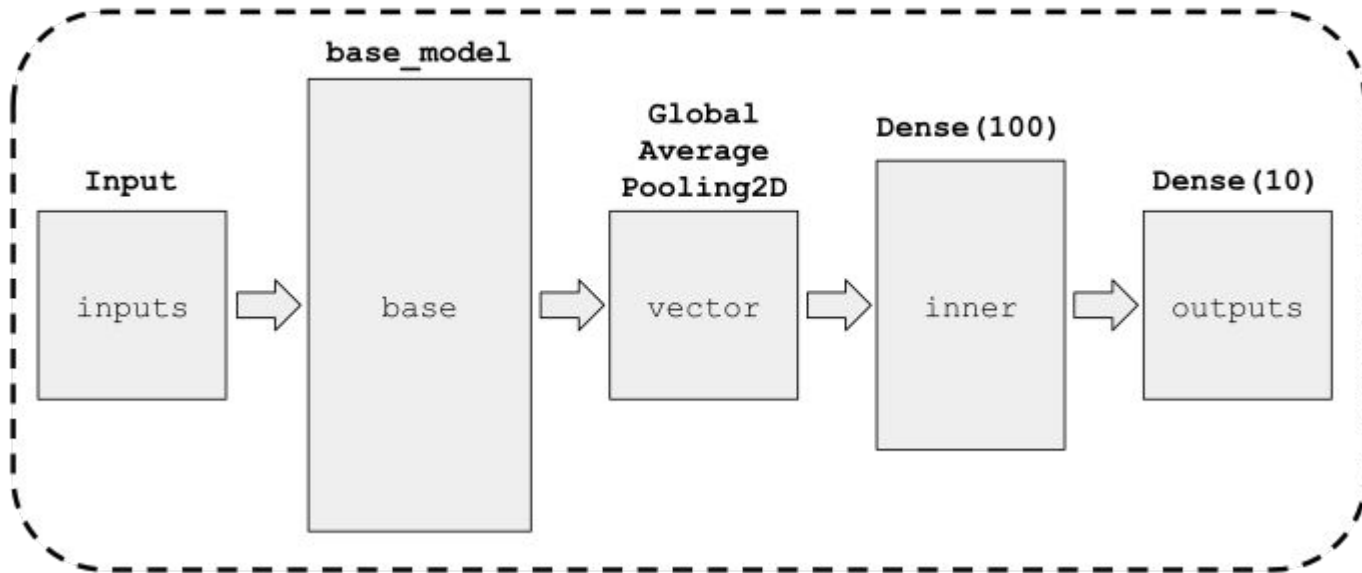 base_model
Global
Average
Pooling2D
Dense(100)
Input
Dense(10)
inputs
base
vector
inner
outputs